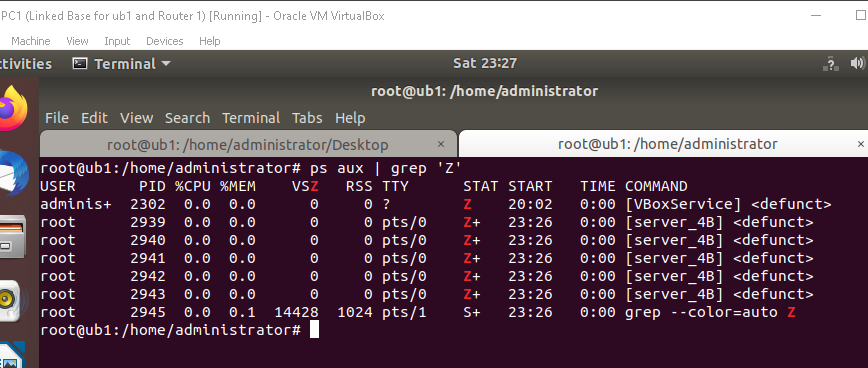 PC1 (Linked Base for ub1 and Router 1) [Running] - Oracle VM VirtualBox
Machine View Input Devices Help
ctivities Terminal Sat 23:27
root@ub1: /home/administrator
File Edit View Search Terminal Tabs Help
root@ub1: /home/administrator/Desktop × root@ub1: /home/administrator ×
root@ub1:/home/administrator# ps aux | grep 'Z'
USER PID %CPU %MEM VSZ RSS TTY STAT START TIME COMMAND
adminis+ 2302 0.0 0.0 0 0 ? Z 20:02 0:00 [VBoxService] <defunct>
root 2939 0.0 0.0 0 0 pts/0 Z+ 23:26 0:00 [server_4B] <defunct>
root 2940 0.0 0.0 0 0 pts/0 Z+ 23:26 0:00 [server_4B] <defunct>
root 2941 0.0 0.0 0 0 pts/0 Z+ 23:26 0:00 [server_4B] <defunct>
root 2942 0.0 0.0 0 0 pts/0 Z+ 23:26 0:00 [server_4B] <defunct>
root 2943 0.0 0.0 0 0 pts/0 Z+ 23:26 0:00 [server_4B] <defunct>
root 2945 0.0 0.1 14428 1024 pts/1 S+ 23:26 0:00 grep --color=auto Z
root@ub1:/home/administrator#